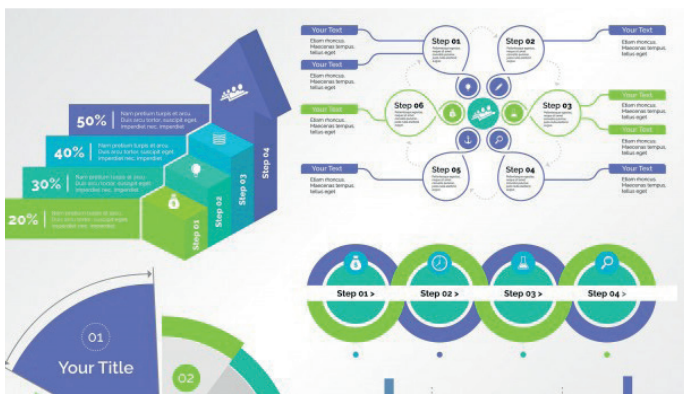 50%
Nam pretium turpis et arcu.
Duis arcu tortor, suscipit eget,
imperdiet nec, imperdiet
40%
Nam pretium turpis et arcu.
Duis arcu tortor, suscipit eget,
imperdiet nec, imperdiet
30%
Nam pretium turpis et arcu.
Duis arcu tortor, suscipit
eget, imperdiet
20%
Step 01
Step 02
Step 03
Step 04
Your Text
Etiam rhoncus.
Maecenas tempus,
tellus eget
Your Text
Etiam rhoncus.
Maecenas tempus,
tellus eget
Your Text
Etiam rhoncus.
Maecenas tempus,
tellus eget
Your Text
Etiam rhoncus.
Maecenas tempus,
tellus eget
Step 01
Step 02
Step 03
Step 04
Step 05
Step 06
Your Text
Etiam rhoncus.
Maecenas tempus,
tellus eget
Your Text
Etiam rhoncus.
Maecenas tempus,
tellus eget
Your Text
Etiam rhoncus.
Maecenas tempus,
tellus eget
Your Text
Etiam rhoncus.
Maecenas tempus,
tellus eget
Step 01 >
Step 02 >
Step 03 >
Step 04 >
01
Your Title
02